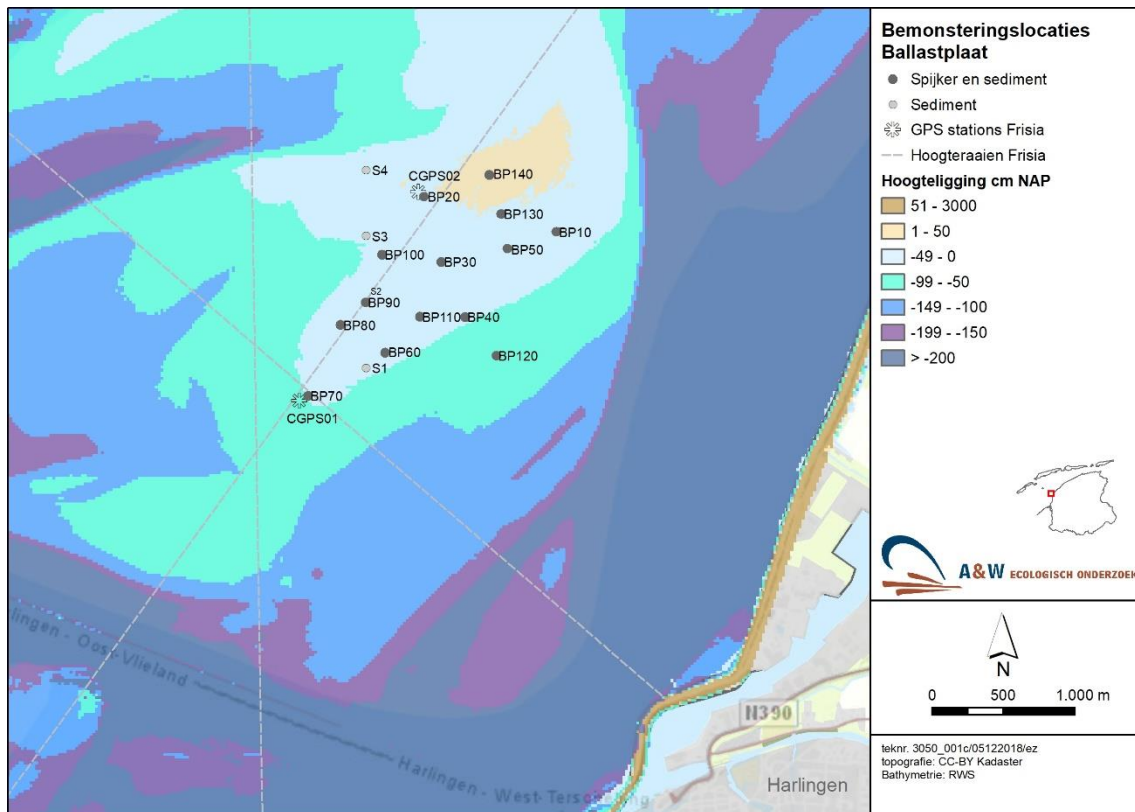 S4
CGPS02
BP20
BP140
BP130
BP10
S3
BP100
BP30
BP50
S2
BP90
BP80
BP110
BP40
BP60
S1
BP120
BP70
CGPS01
lingen - Oost-Vlieland
Harlingen - West-Terschelling
N390
Harlingen
Bemonsteringslocaties
Ballastplaat
Spijker en sediment
Sediment
GPS stations Frisia
Hoogteraaien Frisia
Hoogteligging cm NAP
51 - 3000
1 - 50
-49 - 0
-99 - -50
-149 - -100
-199 - -150
> -200
A&W ECOLOGISCH ONDERZOEK
N
0 500 1.000 m
teknr. 3050_001c/05122018/ez
topografie: CC-BY Kadaster
Bathymetrie: RWS